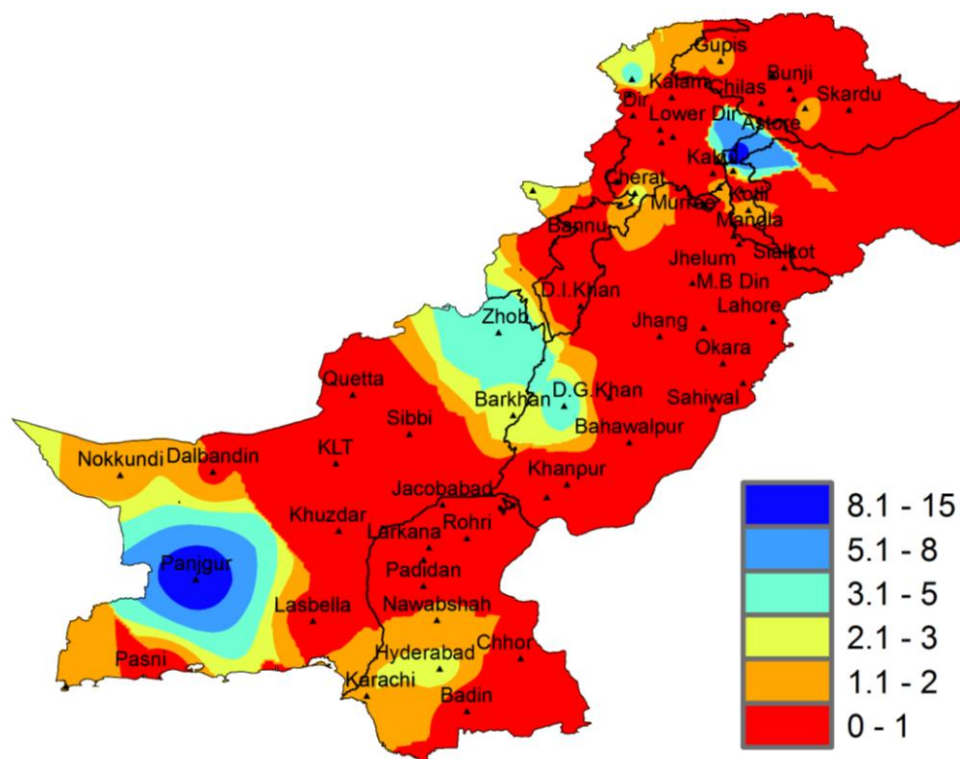 Gupis
Bunji
Kalam
Chilas
Skardu
Dir
Lower Dir
Astore
Cherat
Kotli
Murree
Mangla
Bannu
Jhelum
Sialkot
M.B Din
D.I.Khan
Lahore
Zhob
Jhang
Okara
Quetta
D.G.Khan
Barkhan
Sahiwal
Sibbi
Bahawalpur
KLT
Nokkundi
Dalbandin
Khanpur
Jacobabad
Khuzdar
Larkana
Rohri
Panjgur
Padidan
Lasbella
Nawabshah
Chhor
Pasni
Hyderabad
Karachi
Badin
8.1 - 15
5.1 - 8
3.1 - 5
2.1 - 3
1.1 - 2
0 - 1